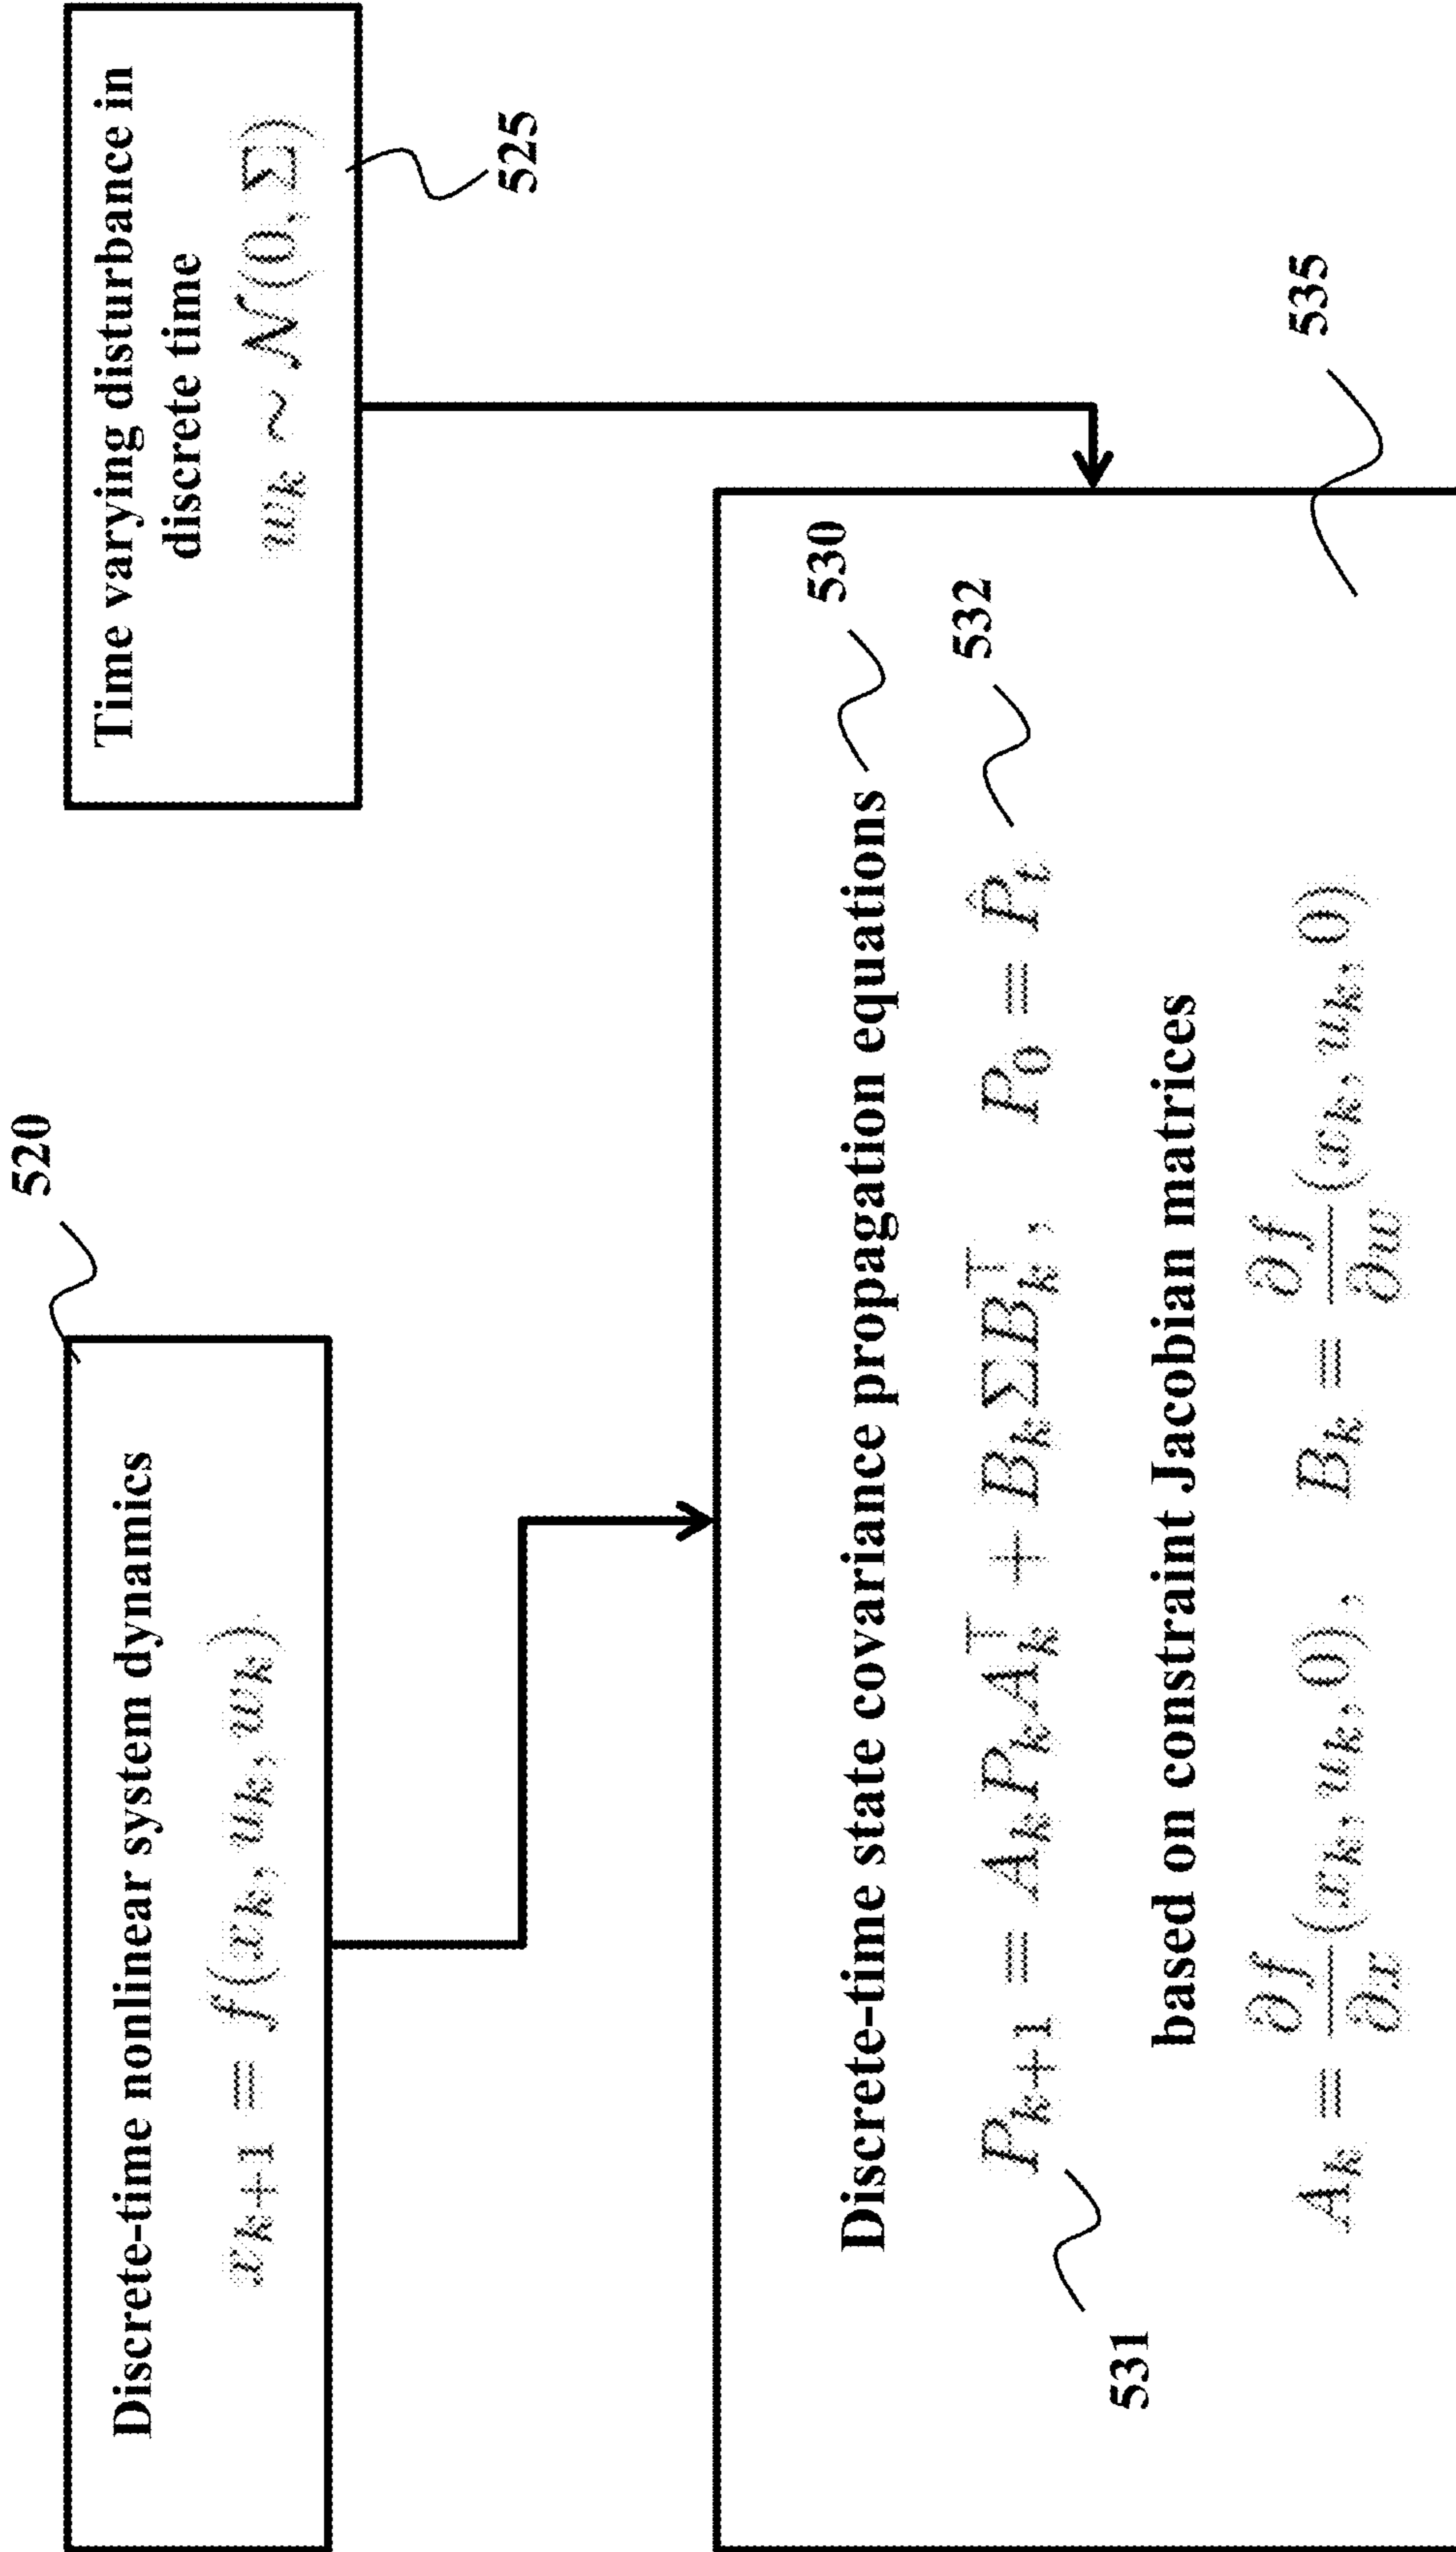 520
Discrete-time nonlinear system dynamics
x_{k+1} = f(x_k, u_k, w_k)
Time varying disturbance in
discrete time
w_k ∼ 𝒩(0, Σ)
525
530
Discrete-time state covariance propagation equations
532
P_{k+1} = A_k P_k A_k^⊤ + B_k Σ B_k^⊤, P_0 = P̂_t
531
based on constraint Jacobian matrices
535
A_k = ∂f/∂x (x_k, u_k, 0), B_k = ∂f/∂w (x_k, u_k, 0)